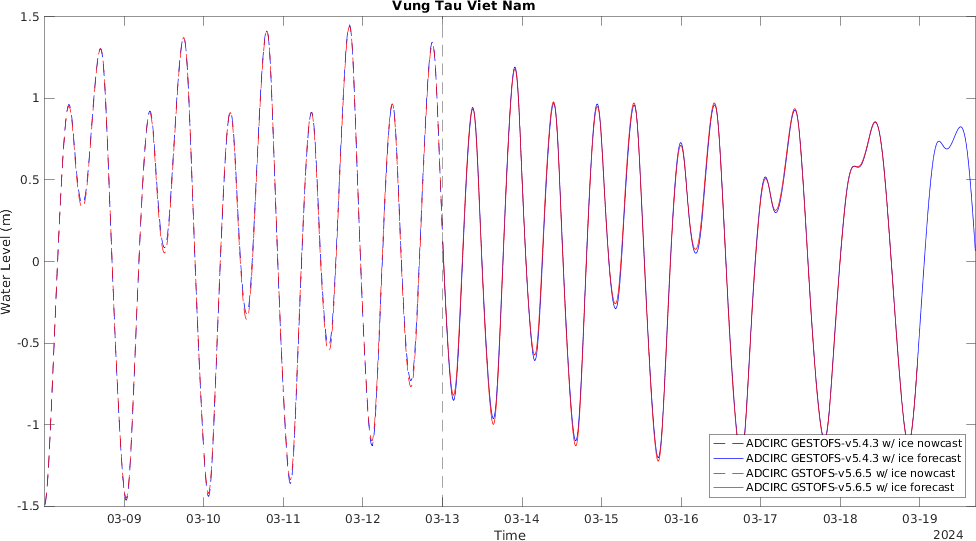 Vung Tau Viet Nam
1.5
1
0.5
0
-0.5
-1
-1.5
Water Level (m)
03-09 03-10 03-11 03-12 03-13 03-14 03-15 03-16 03-17 03-18 03-19
Time
2024
ADCIRC GESTOFS-v5.4.3 w/ ice nowcast
ADCIRC GESTOFS-v5.4.3 w/ ice forecast
ADCIRC GSTOFS-v5.6.5 w/ ice nowcast
ADCIRC GSTOFS-v5.6.5 w/ ice forecast